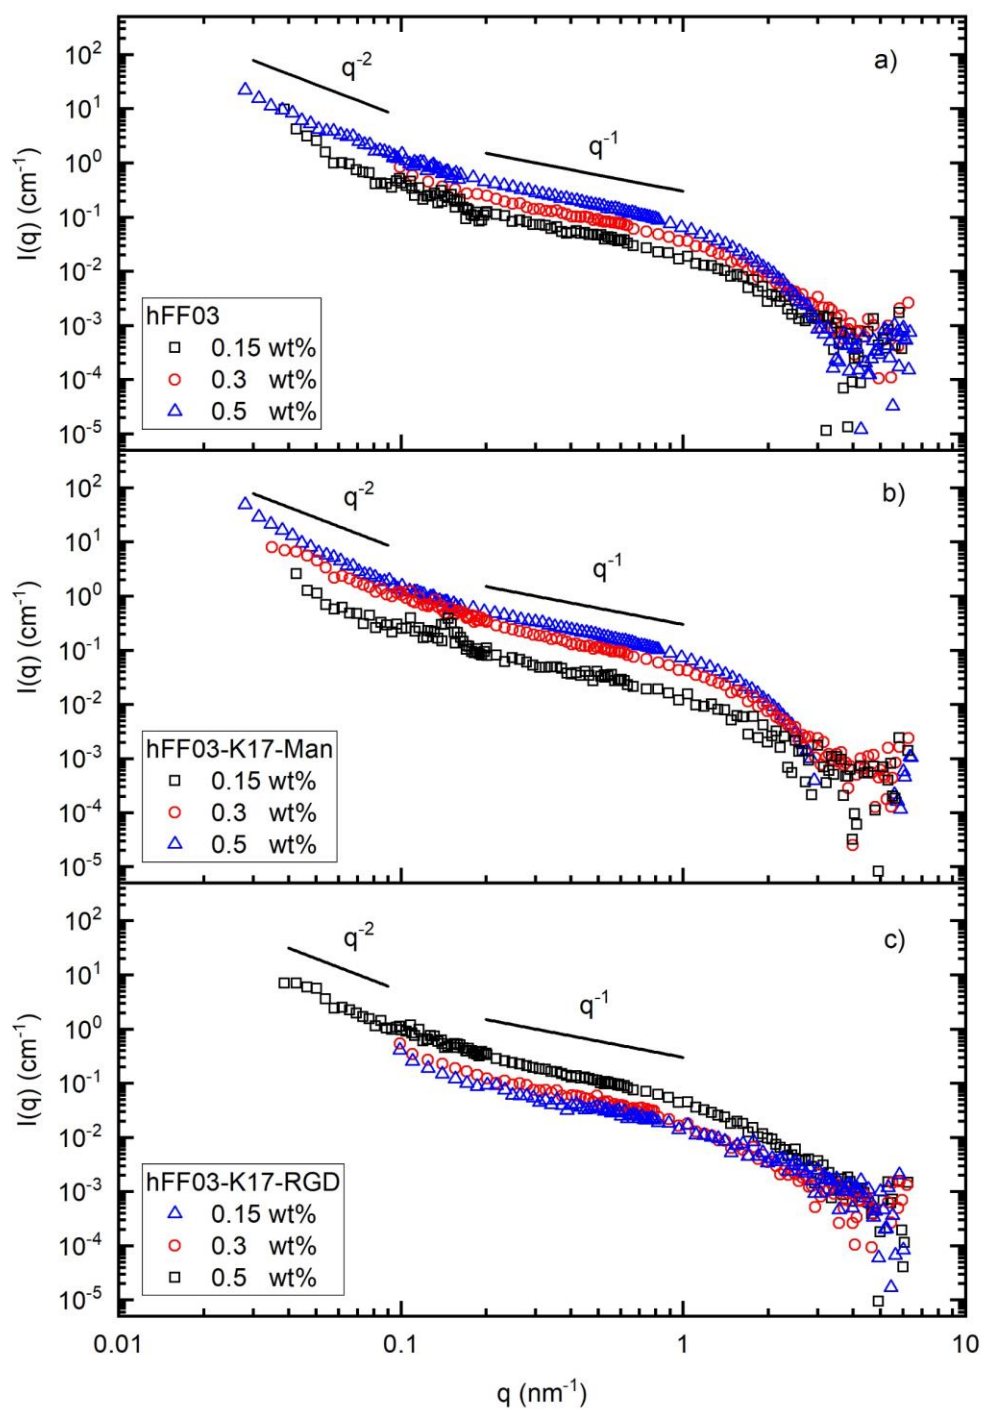 a)
q⁻²
q⁻¹
10²
10¹
10⁰
10⁻¹
10⁻²
10⁻³
10⁻⁴
10⁻⁵
I(q) (cm⁻¹)
hFF03
0.15 wt%
0.3 wt%
0.5 wt%
b)
q⁻²
q⁻¹
10²
10¹
10⁰
10⁻¹
10⁻²
10⁻³
10⁻⁴
10⁻⁵
I(q) (cm⁻¹)
hFF03-K17-Man
0.15 wt%
0.3 wt%
0.5 wt%
c)
q⁻²
q⁻¹
10²
10¹
10⁰
10⁻¹
10⁻²
10⁻³
10⁻⁴
10⁻⁵
I(q) (cm⁻¹)
hFF03-K17-RGD
0.15 wt%
0.3 wt%
0.5 wt%
0.01 0.1 1 10
q (nm⁻¹)